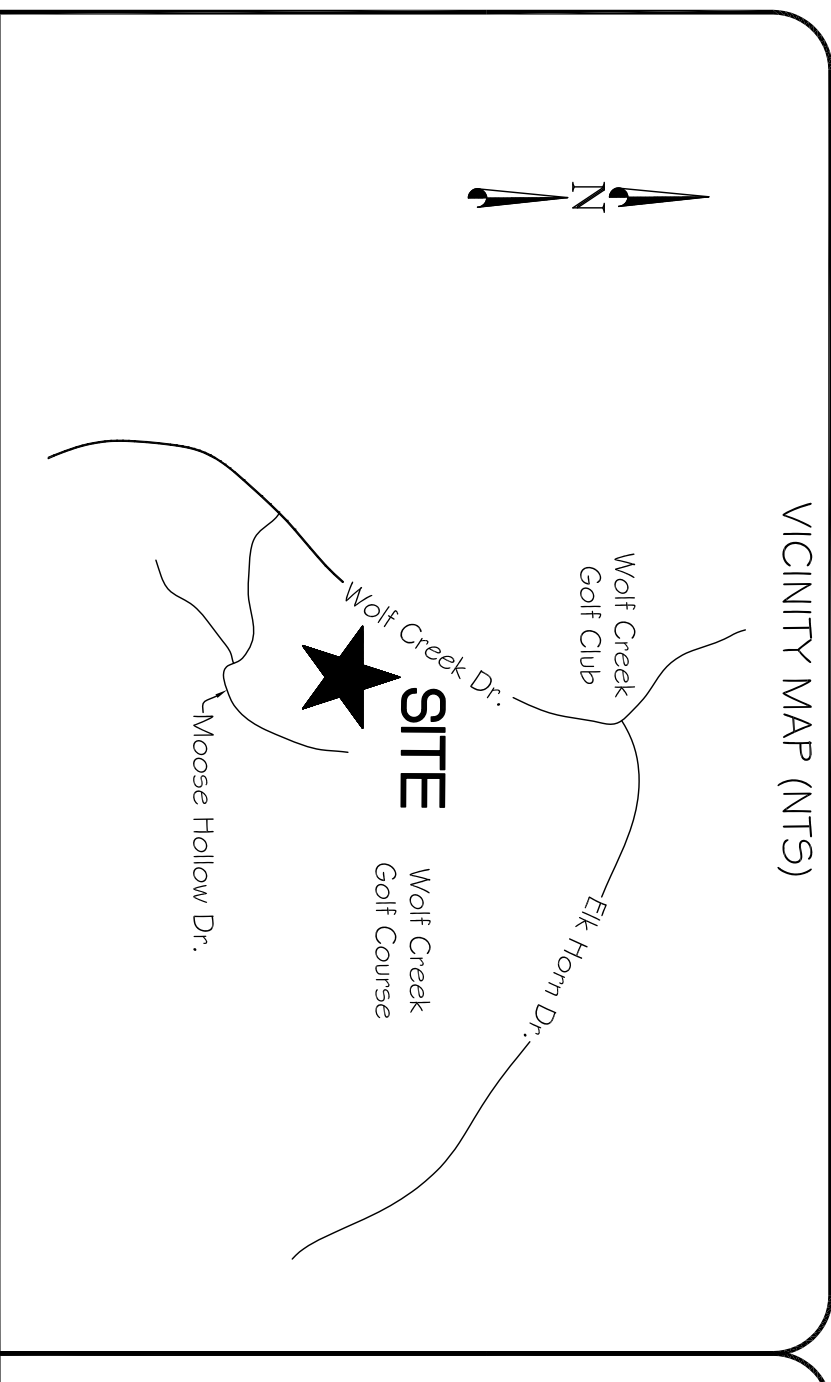 VICINITY MAP (NTS)
N
Wolf Creek
Golf Club
Elk Horn Dr.
Wolf Creek Dr.
SITE
Wolf Creek
Golf Course
Moose Hollow Dr.